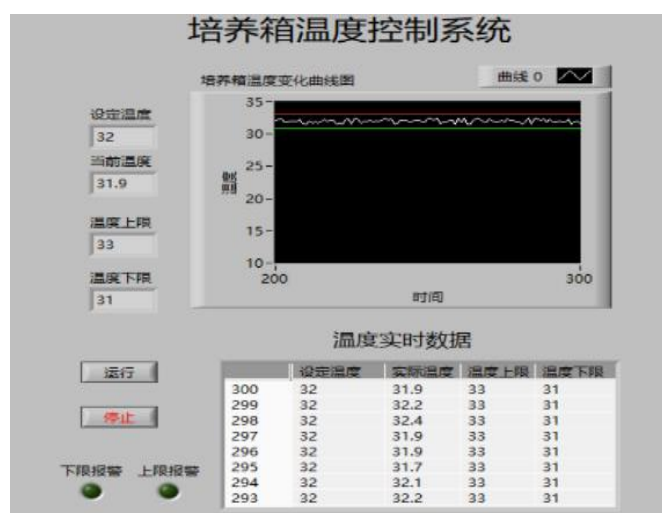 培养箱温度控制系统
培养箱温度变化曲线图
曲线 0
设定温度
32
当前温度
31.9
温度上限
33
温度下限
31
温度
35
30
25
20
15
10
200
300
时间
温度实时数据
运行
停止
下限报警 上限报警
设定温度 实际温度 温度上限 温度下限
300 32 31.9 33 31
299 32 32.2 33 31
298 32 32.4 33 31
297 32 31.9 33 31
296 32 31.9 33 31
295 32 31.7 33 31
294 32 32.1 33 31
293 32 32.2 33 31